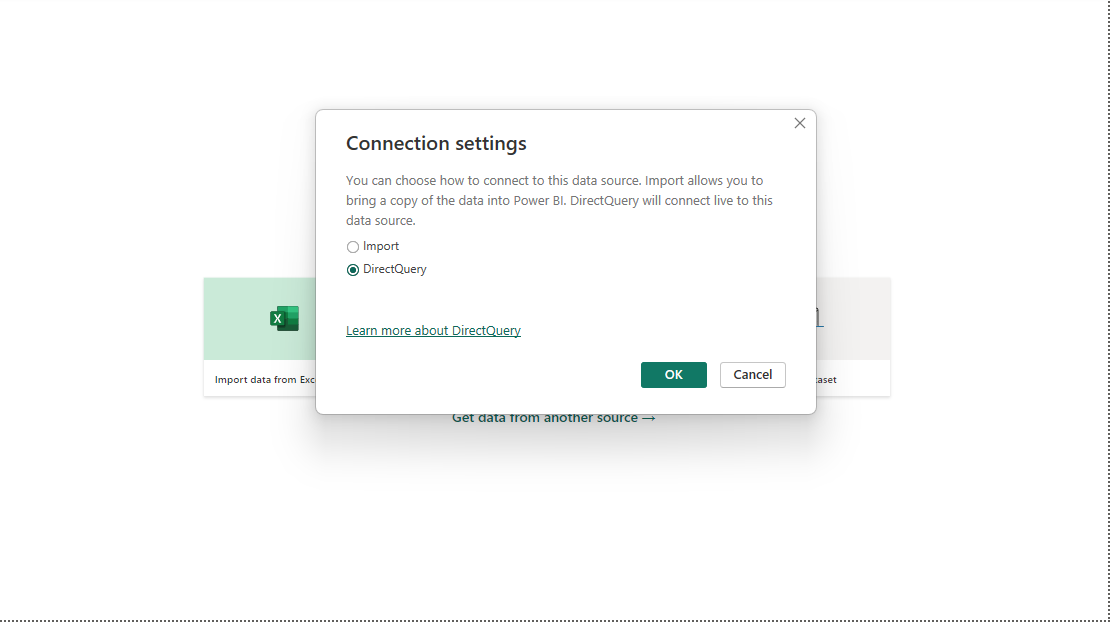 Connection settings
You can choose how to connect to this data source. Import allows you to
bring a copy of the data into Power BI. DirectQuery will connect live to this
data source.
Import
DirectQuery
Learn more about DirectQuery
OK Cancel
X
Import data from
Get data from another source →